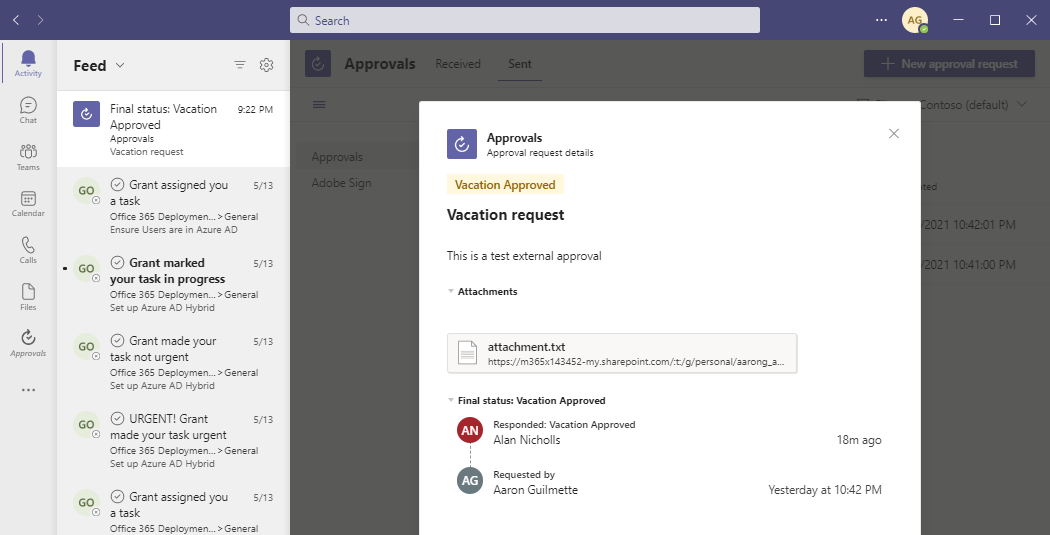 Search
AG
Activity
Chat
Teams
Calendar
Calls
Files
Approvals
Feed
Final status: Vacation 9:22 PM
Approved
Approvals
Vacation request
GO Grant assigned you 5/13
a task
Office 365 Deploymen... > General
Ensure Users are in Azure AD
GO Grant marked 5/13
your task in progress
Office 365 Deploymen... > General
Set up Azure AD Hybrid
GO Grant made your 5/13
task not urgent
Office 365 Deploymen... > General
Set up Azure AD Hybrid
GO URGENT! Grant 5/13
made your task urgent
Office 365 Deploymen... > General
Set up Azure AD Hybrid
GO Grant assigned you 5/13
a task
Office 365 Deploymen... > General
Approvals Received Sent
New approval request
Contoso (default)
Approvals
Adobe Sign
/2021 10:42:01 PM
/2021 10:41:00 PM
Approvals
Approval request details
Vacation Approved
Vacation request
This is a test external approval
Attachments
attachment.txt
https://m365x143452-my.sharepoint.com/:t:/g/personal/aarong_a...
Final status: Vacation Approved
AN Responded: Vacation Approved
Alan Nicholls 18m ago
AG Requested by
Aaron Guilmette Yesterday at 10:42 PM